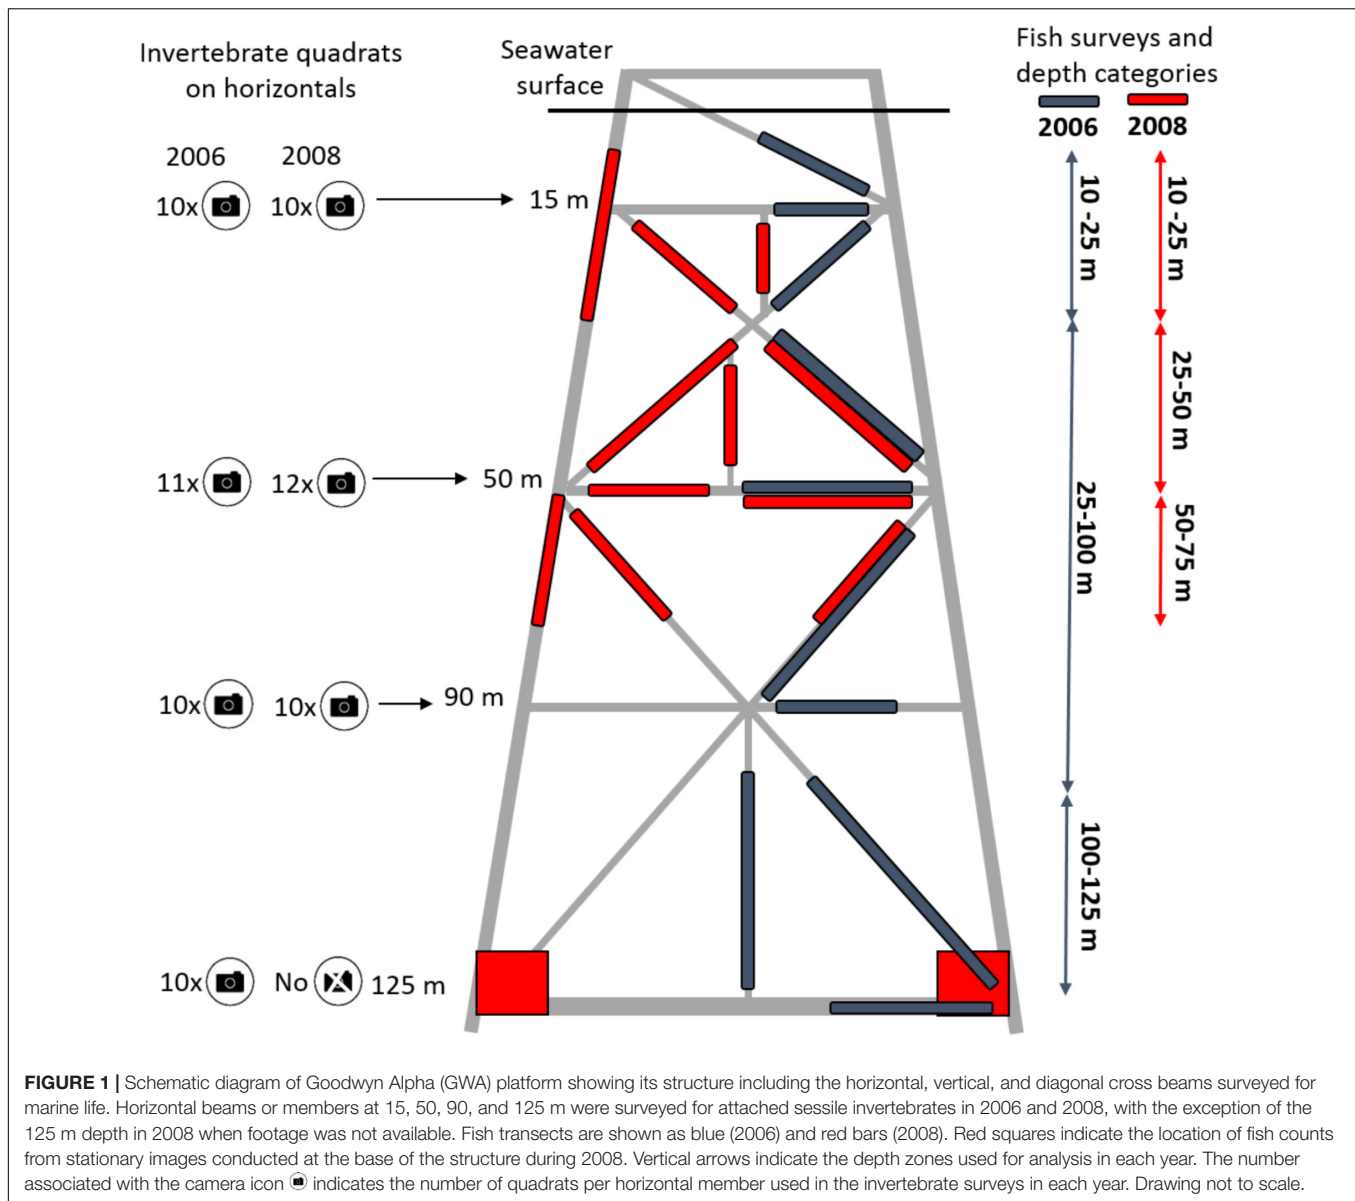 Invertebrate quadrats
on horizontals
Seawater
surface
Fish surveys and
depth categories
2006 2008
2006 2008
10x 10x 15 m
10 -25 m
10 -25 m
25-50 m
11x 12x 50 m
25-100 m
50-75 m
10x 10x 90 m
100-125 m
10x No 125 m
FIGURE 1 | Schematic diagram of Goodwyn Alpha (GWA) platform showing its structure including the horizontal, vertical, and diagonal cross beams surveyed for
marine life. Horizontal beams or members at 15, 50, 90, and 125 m were surveyed for attached sessile invertebrates in 2006 and 2008, with the exception of the
125 m depth in 2008 when footage was not available. Fish transects are shown as blue (2006) and red bars (2008). Red squares indicate the location of fish counts
from stationary images conducted at the base of the structure during 2008. Vertical arrows indicate the depth zones used for analysis in each year. The number
associated with the camera icon indicates the number of quadrats per horizontal member used in the invertebrate surveys in each year. Drawing not to scale.